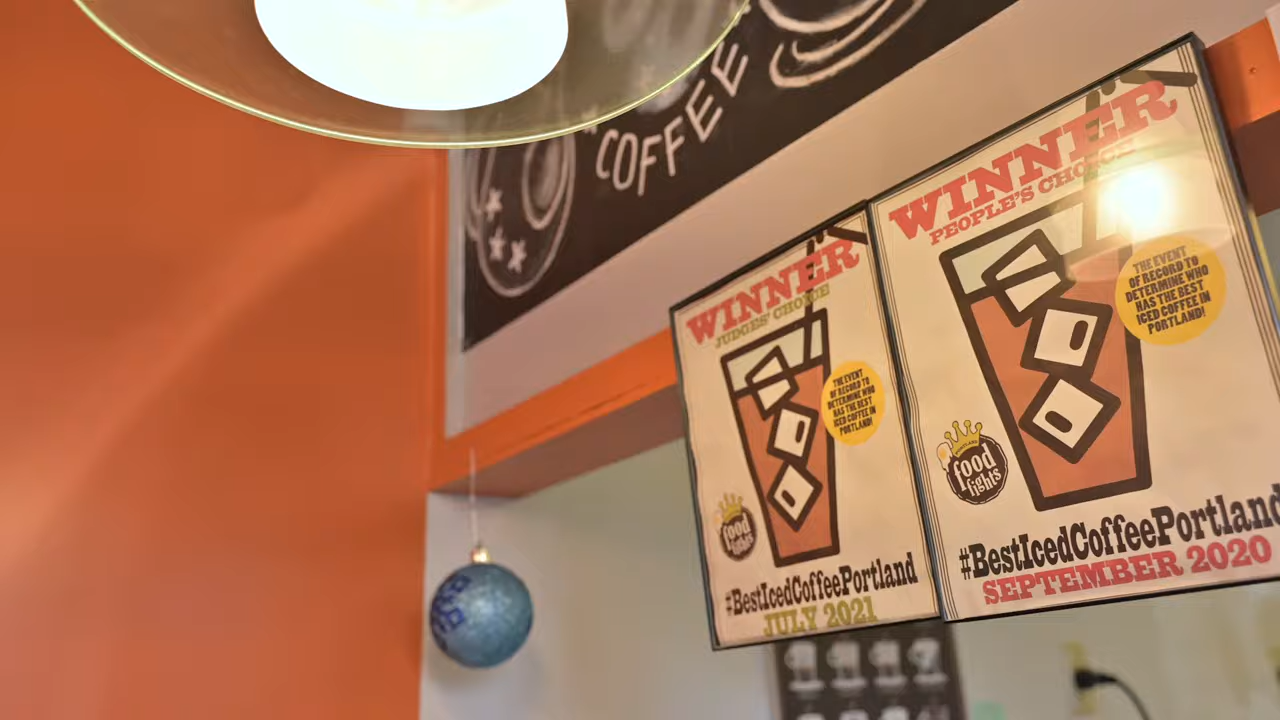 COFFEE
WINNER
JUDGES' CHOICE!
THE EVENT
OF RECORD TO
DETERMINE WHO
HAS THE BEST
ICED COFFEE IN
PORTLAND!
food
fights
#BestIcedCoffeePortland
JULY 2021
WINNER
PEOPLE'S CHOICE
THE EVENT
OF RECORD TO
DETERMINE WHO
HAS THE BEST
ICED COFFEE IN
PORTLAND!
food
fights
#BestIcedCoffeePortland
SEPTEMBER 2020